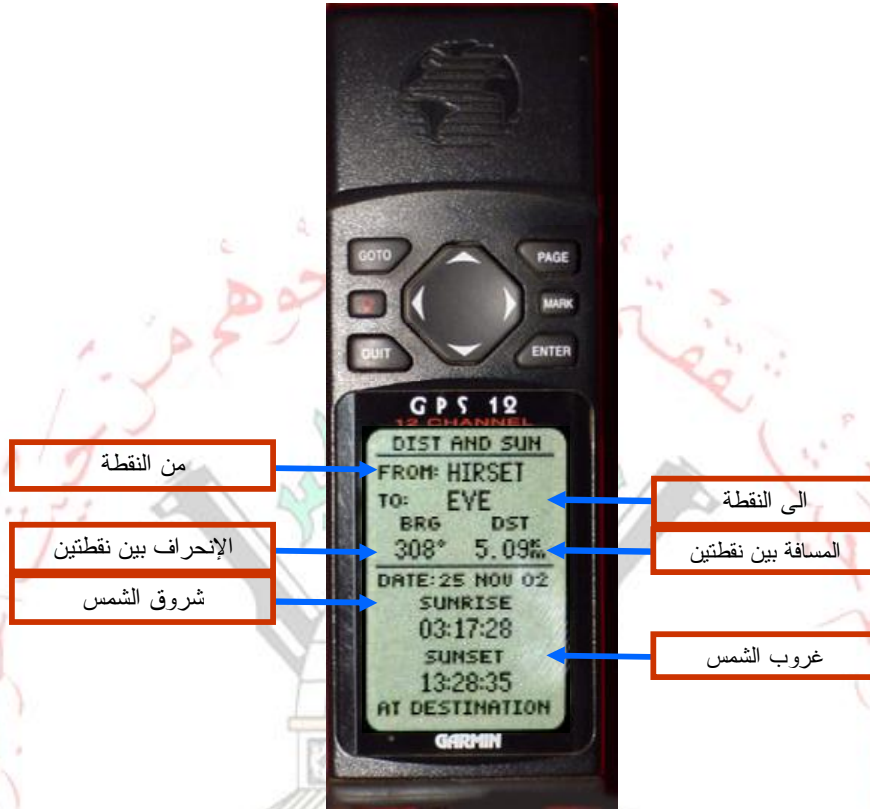 GOTO
PAGE
MARK
QUIT
ENTER
GPS 12
12 CHANNEL
DIST AND SUN
FROM: HIRSET
TO: EYE
BRG DST
308° 5.09km
DATE:25 NOV 02
SUNRISE
03:17:28
SUNSET
13:28:35
AT DESTINATION
GARMIN
من النقطة
الى النقطة
الإنحراف بين نقطتين
المسافة بين نقطتين
شروق الشمس
غروب الشمس